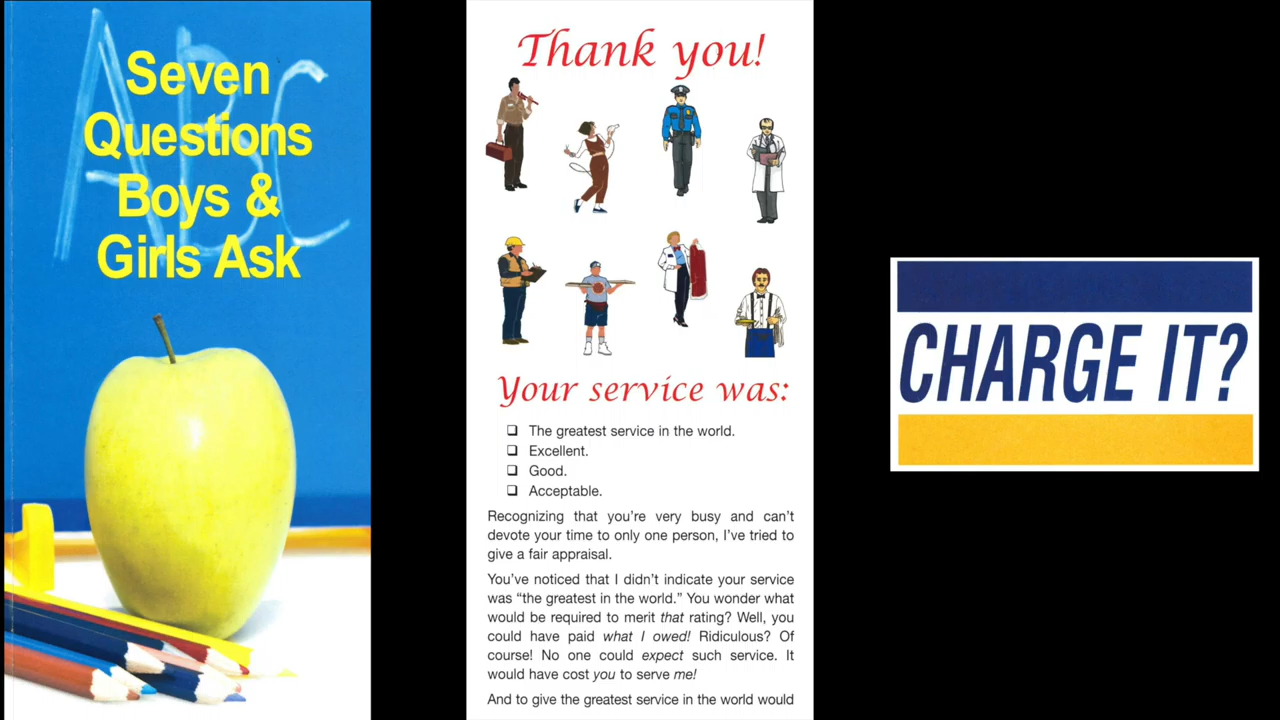 ABC
Seven
Questions
Boys &
Girls Ask
Thank you!
Your service was:
❑ The greatest service in the world.
❑ Excellent.
❑ Good.
❑ Acceptable.
Recognizing that you're very busy and can't
devote your time to only one person, I've tried to
give a fair appraisal.
You've noticed that I didn't indicate your service
was “the greatest in the world.” You wonder what
would be required to merit that rating? Well, you
could have paid what I owed! Ridiculous? Of
course! No one could expect such service. It
would have cost you to serve me!
And to give the greatest service in the world would
CHARGE IT?